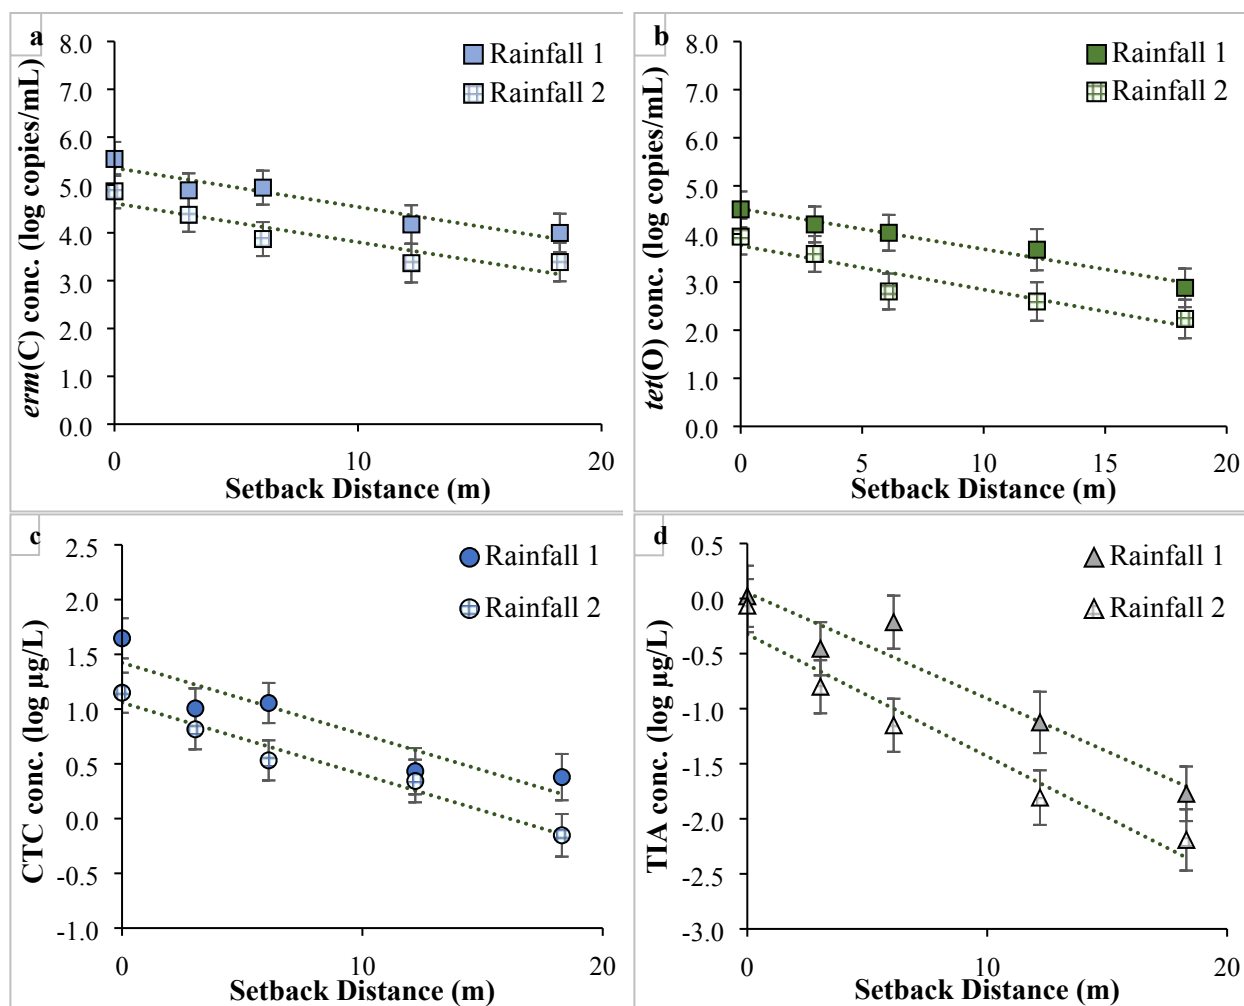 a
8.0
7.0
6.0
5.0
4.0
3.0
2.0
1.0
0.0
erm(C) conc. (log copies/mL)
Rainfall 1
Rainfall 2
0 10 20
Setback Distance (m)
b
8.0
7.0
6.0
5.0
4.0
3.0
2.0
1.0
0.0
tet(O) conc. (log copies/mL)
Rainfall 1
Rainfall 2
0 5 10 15 20
Setback Distance (m)
c
2.5
2.0
1.5
1.0
0.5
0.0
-0.5
-1.0
CTC conc. (log µg/L)
Rainfall 1
Rainfall 2
0 10 20
Setback Distance (m)
d
0.5
0.0
-0.5
-1.0
-1.5
-2.0
-2.5
-3.0
TIA conc. (log µg/L)
Rainfall 1
Rainfall 2
0 10 20
Setback Distance (m)